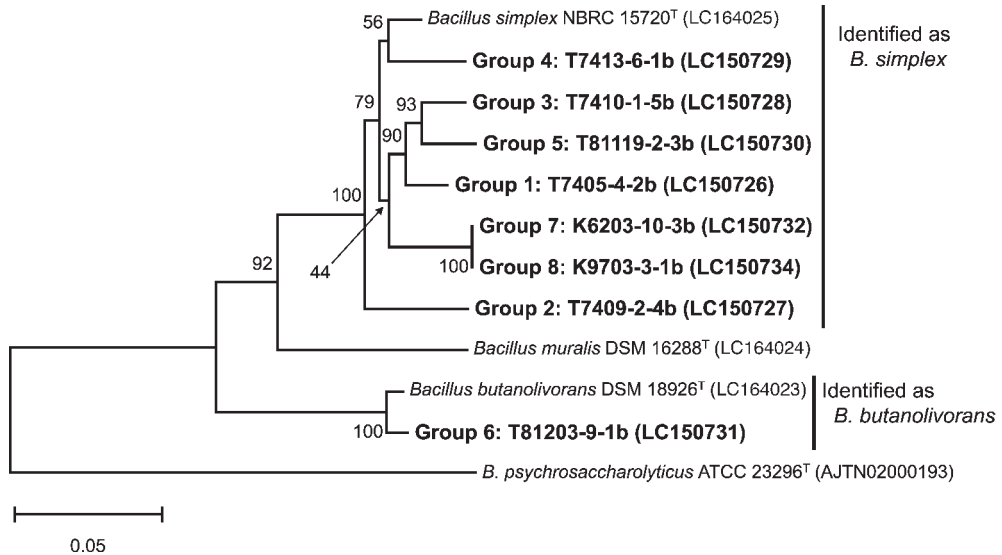 56
Bacillus simplex NBRC 15720ᵀ (LC164025)
Identified as
B. simplex
Group 4: T7413-6-1b (LC150729)
79
93
Group 3: T7410-1-5b (LC150728)
90
Group 5: T81119-2-3b (LC150730)
Group 1: T7405-4-2b (LC150726)
100
Group 7: K6203-10-3b (LC150732)
44
100
Group 8: K9703-3-1b (LC150734)
92
Group 2: T7409-2-4b (LC150727)
Bacillus muralis DSM 16288ᵀ (LC164024)
Bacillus butanolivorans DSM 18926ᵀ (LC164023)
Identified as
B. butanolivorans
100
Group 6: T81203-9-1b (LC150731)
B. psychrosaccharolyticus ATCC 23296ᵀ (AJTN02000193)
0.05